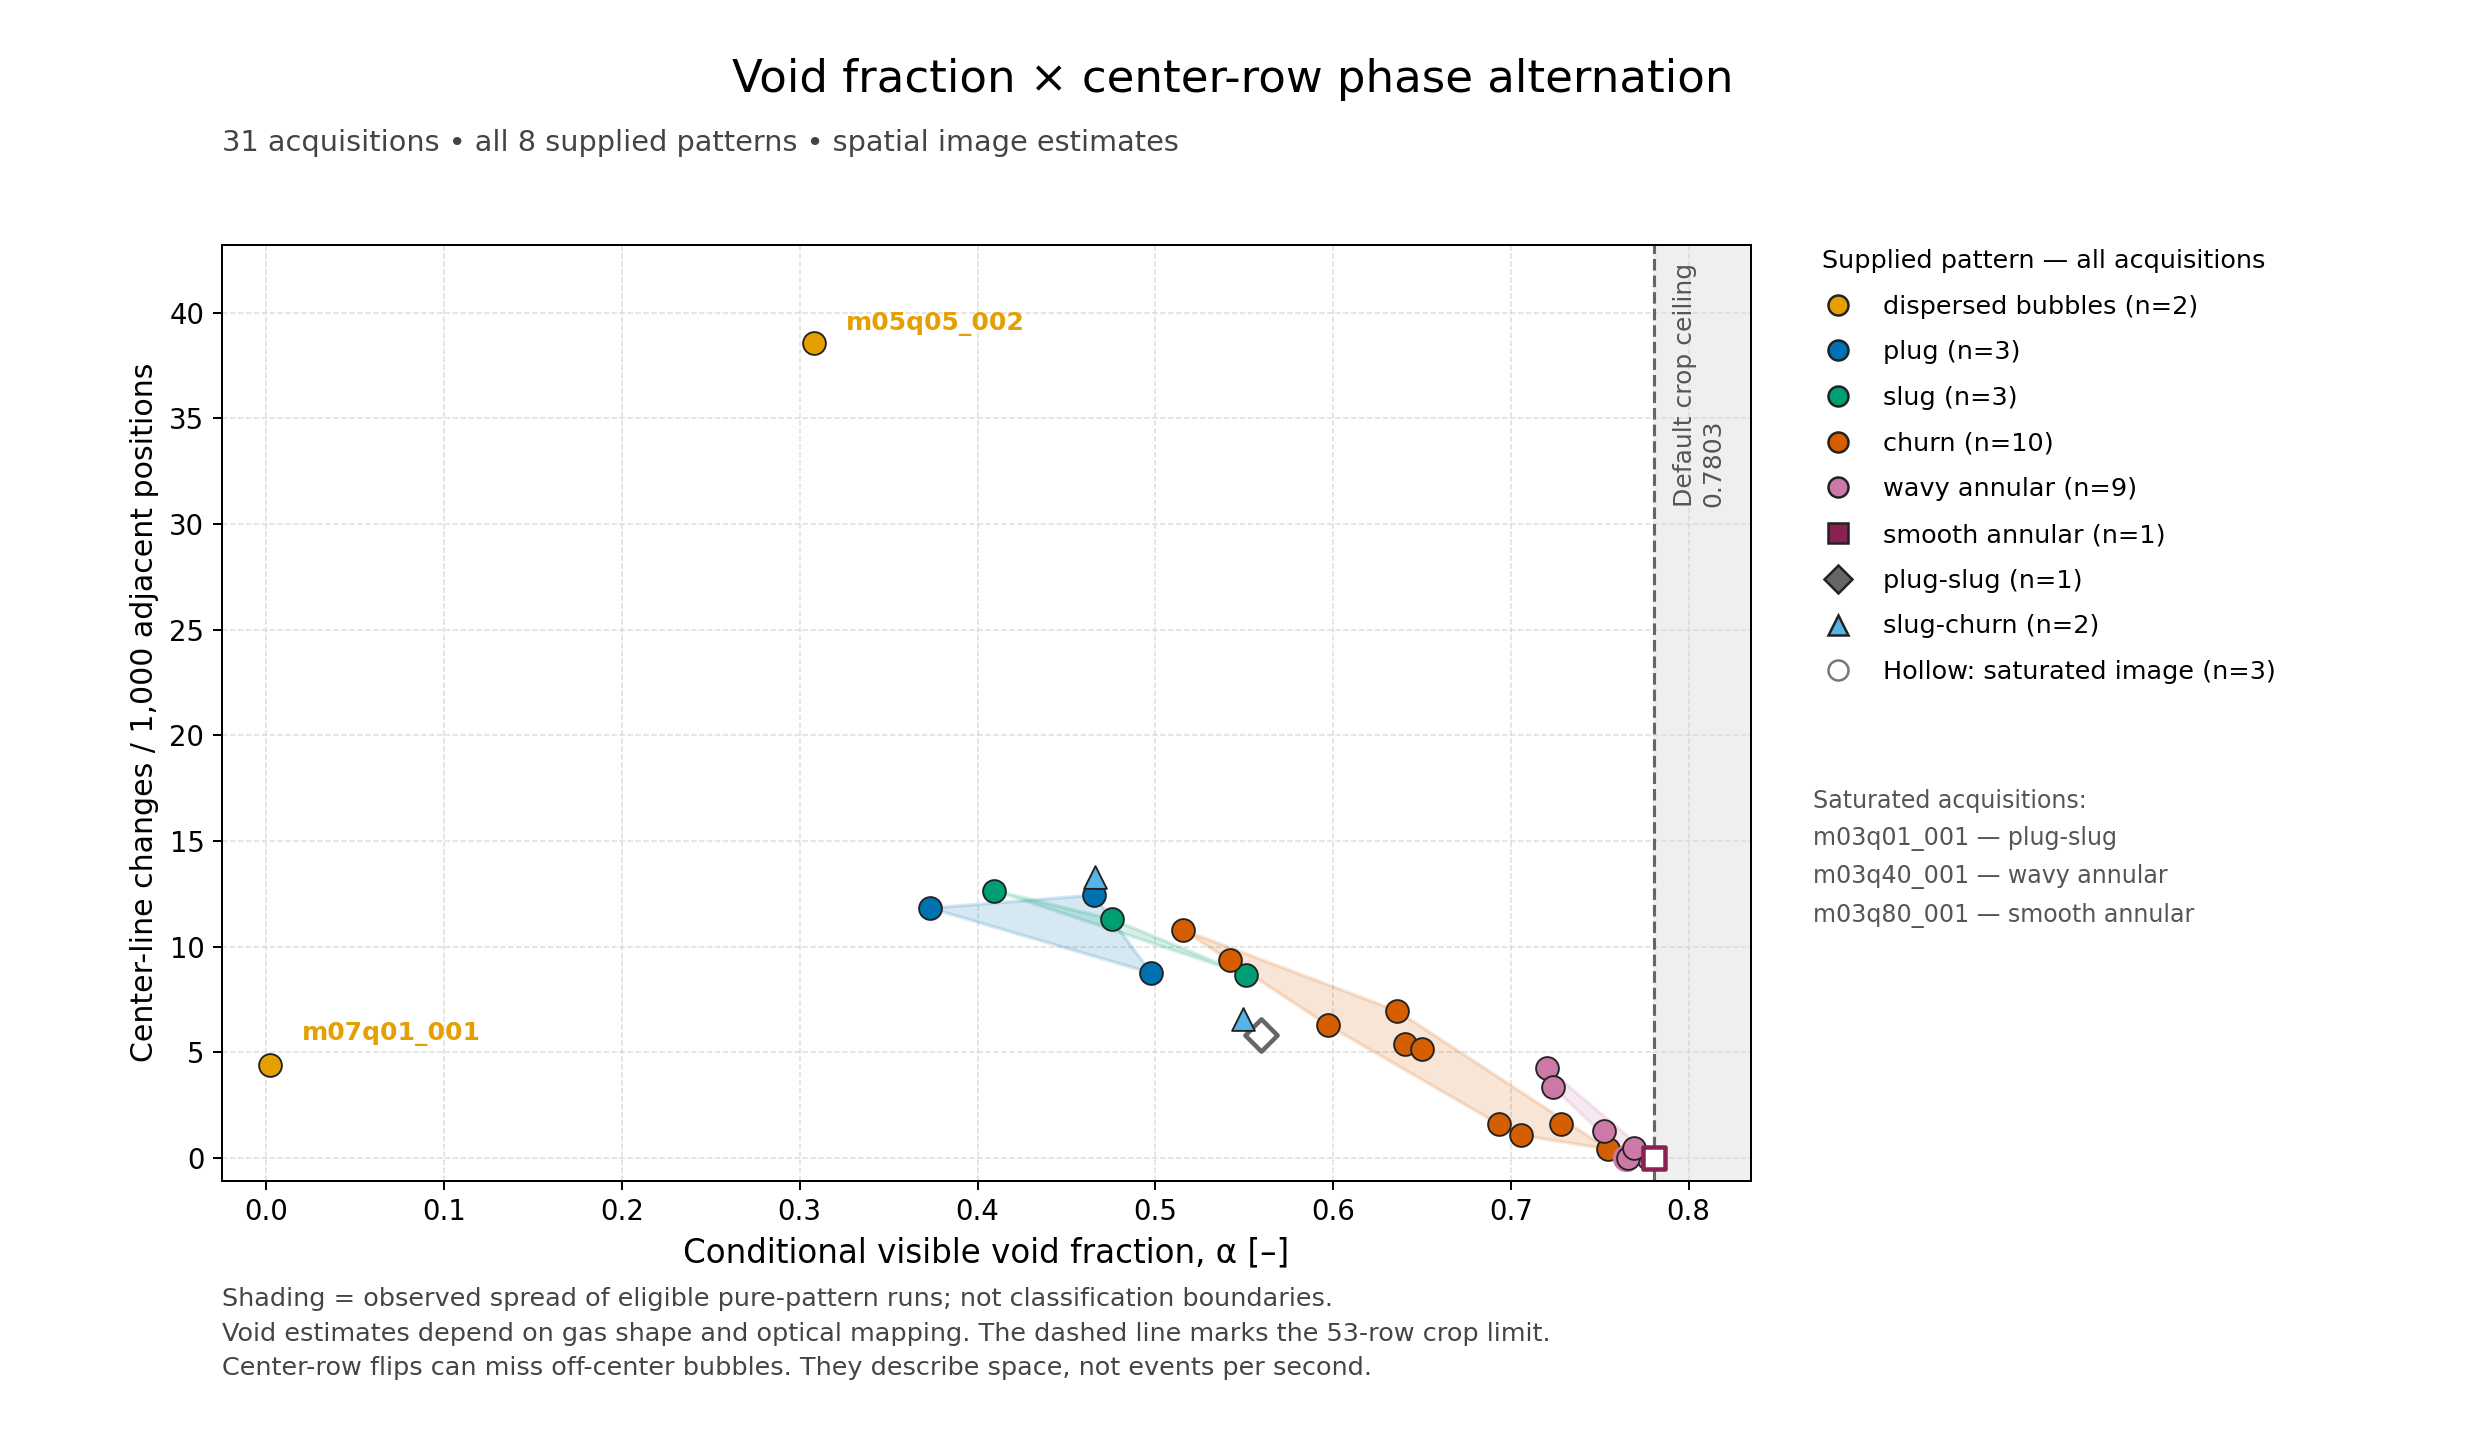 Void fraction × center-row phase alternation
31 acquisitions • all 8 supplied patterns • spatial image estimates
Center-line changes / 1,000 adjacent positions
40
35
30
25
20
15
10
5
0
m05q05_002
m07q01_001
Default crop ceiling
0.7803
0.0 0.1 0.2 0.3 0.4 0.5 0.6 0.7 0.8
Conditional visible void fraction, α [–]
Supplied pattern — all acquisitions
dispersed bubbles (n=2)
plug (n=3)
slug (n=3)
churn (n=10)
wavy annular (n=9)
smooth annular (n=1)
plug-slug (n=1)
slug-churn (n=2)
Hollow: saturated image (n=3)
Saturated acquisitions:
m03q01_001 — plug-slug
m03q40_001 — wavy annular
m03q80_001 — smooth annular
Shading = observed spread of eligible pure-pattern runs; not classification boundaries.
Void estimates depend on gas shape and optical mapping. The dashed line marks the 53-row crop limit.
Center-row flips can miss off-center bubbles. They describe space, not events per second.